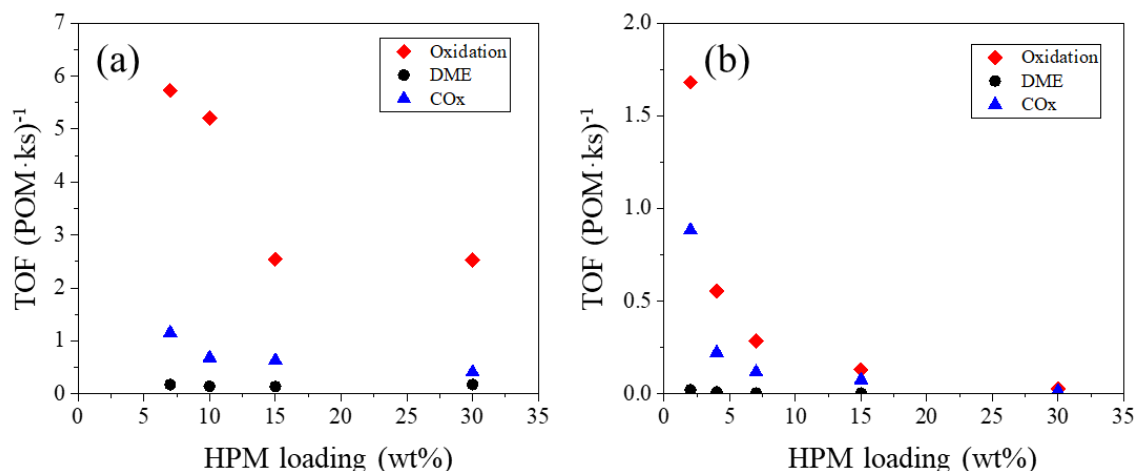 (a)
Oxidation
DME
COx
TOF (POM·ks)⁻¹
7
6
5
4
3
2
1
0
0 5 10 15 20 25 30 35
HPM loading (wt%)
(b)
Oxidation
DME
COx
TOF (POM·ks)⁻¹
2.0
1.5
1.0
0.5
0.0
0 5 10 15 20 25 30 35
HPM loading (wt%)